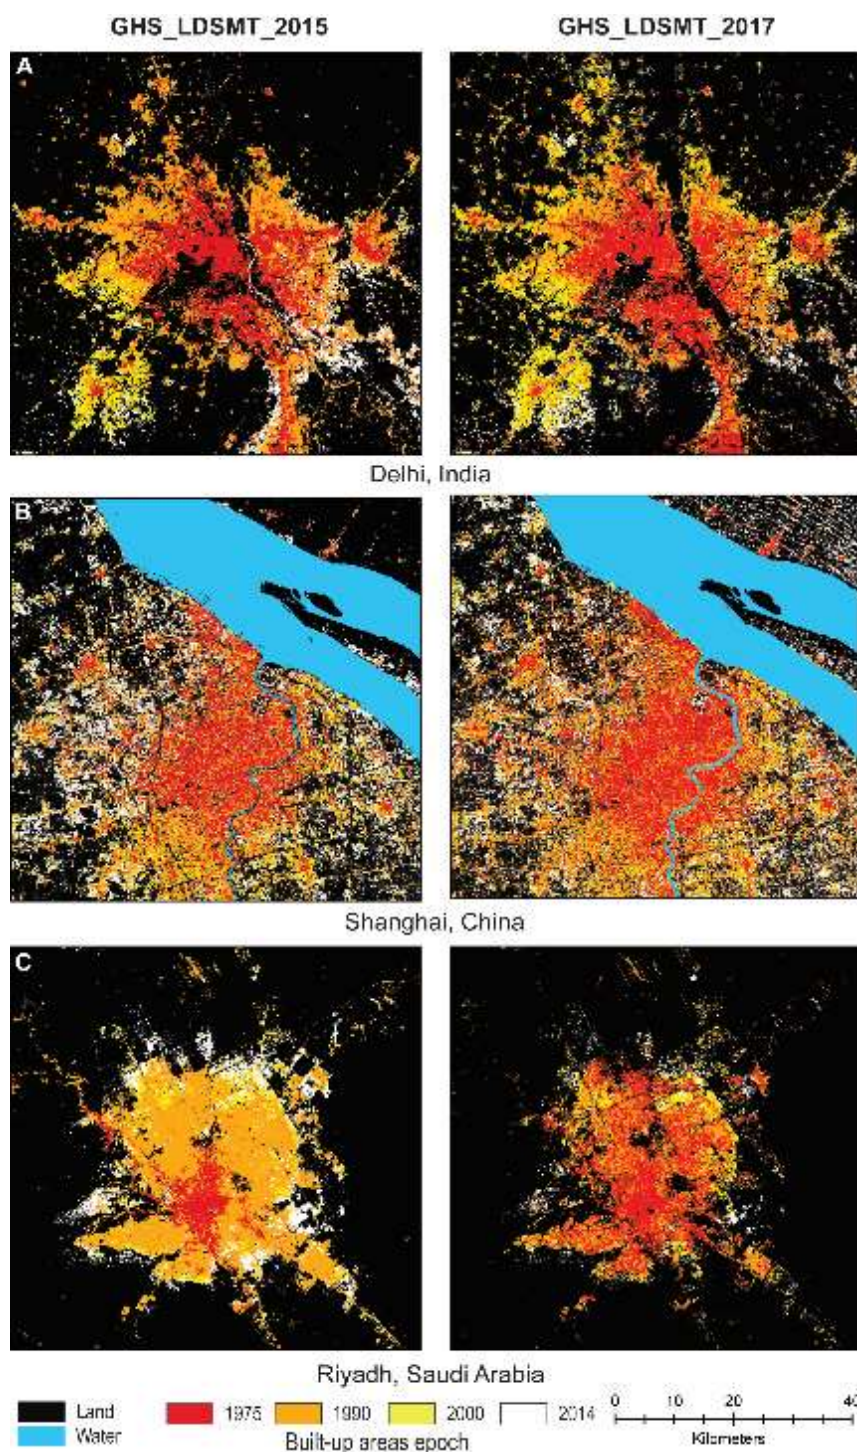 GHS_LDSMT_2015 GHS_LDSMT_2017
A
Delhi, India
B
Shanghai, China
C
Riyadh, Saudi Arabia
Land 1975 1990 2000 2014 0 10 20 40
Water Built-up areas epoch Kilometers